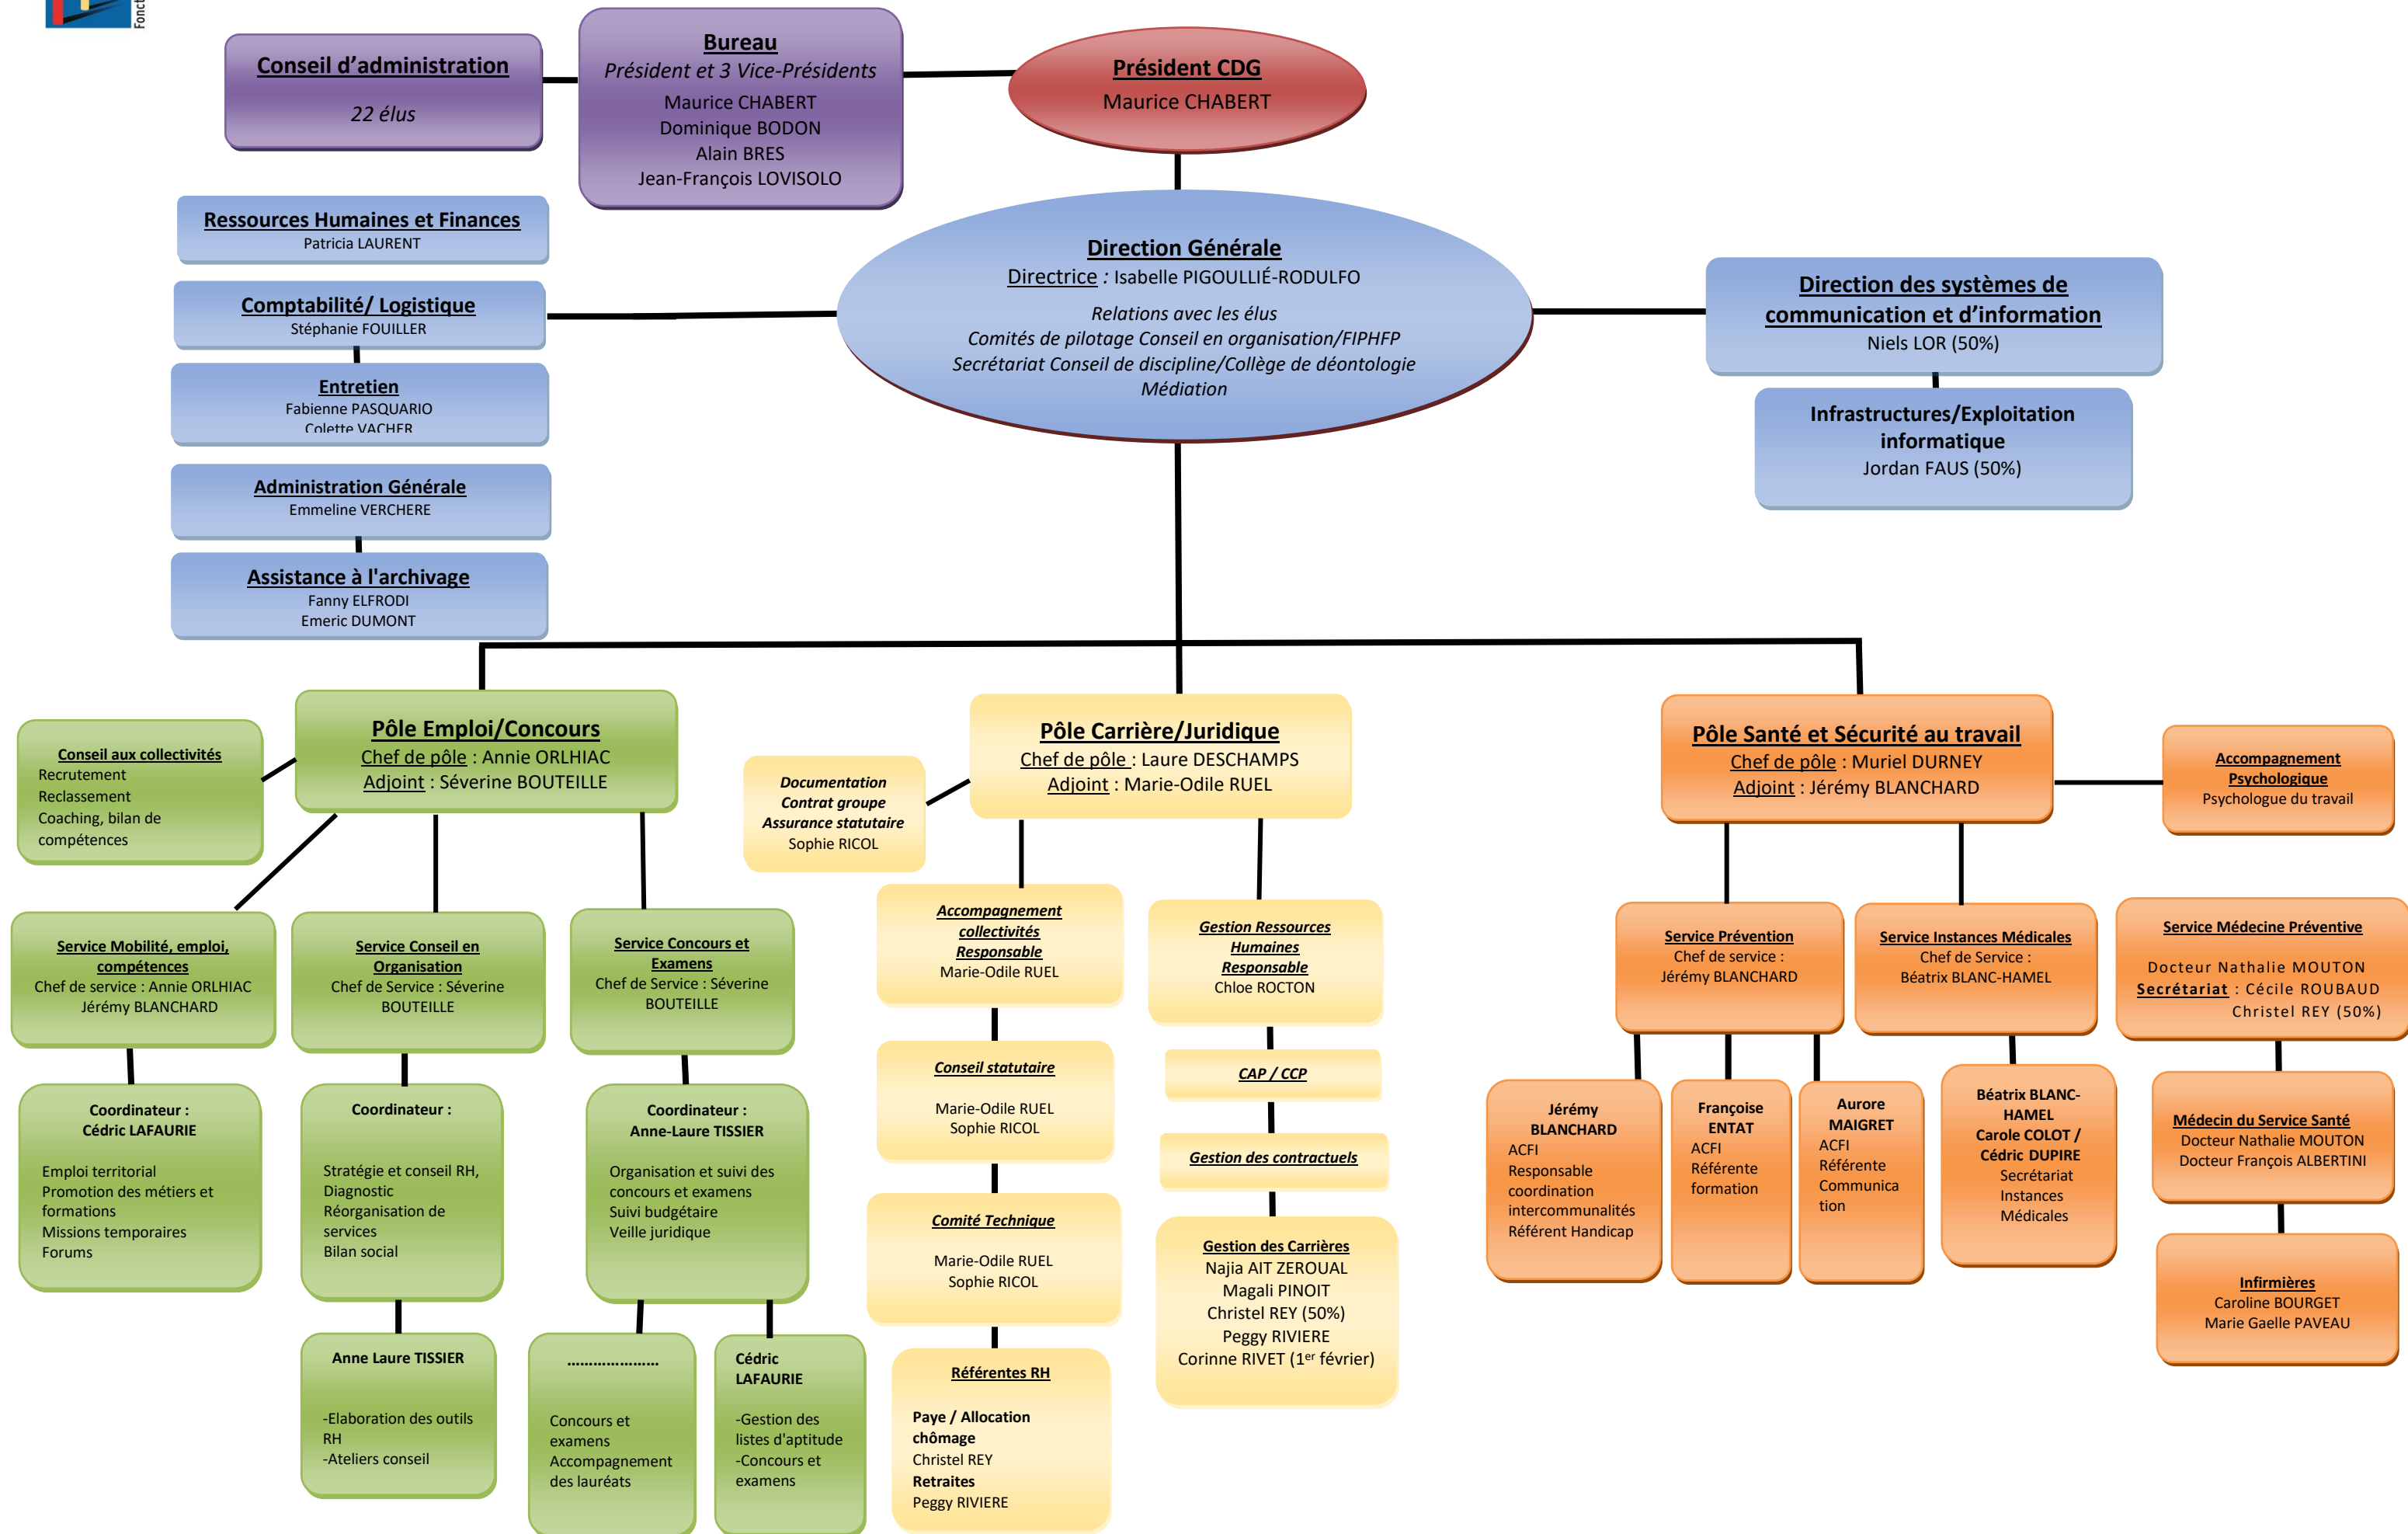 Fonct
Conseil d’administration
22 élus
Bureau
Président et 3 Vice-Présidents
Maurice CHABERT
Dominique BODON
Alain BRES
Jean-François LOVISOLO
Président CDG
Maurice CHABERT
Ressources Humaines et Finances
Patricia LAURENT
Comptabilité/ Logistique
Stéphanie FOUILLER
Entretien
Fabienne PASQUARIO
Colette VACHER
Administration Générale
Emmeline VERCHERE
Assistance à l'archivage
Fanny ELFRODI
Emeric DUMONT
Direction Générale
Directrice : Isabelle PIGOULLIÉ-RODULFO
Relations avec les élus
Comités de pilotage Conseil en organisation/FIPHFP
Secrétariat Conseil de discipline/Collège de déontologie
Médiation
Direction des systèmes de
communication et d’information
Niels LOR (50%)
Infrastructures/Exploitation
informatique
Jordan FAUS (50%)
Pôle Emploi/Concours
Chef de pôle : Annie ORLHIAC
Adjoint : Séverine BOUTEILLE
Conseil aux collectivités
Recrutement
Reclassement
Coaching, bilan de
compétences
Service Mobilité, emploi,
compétences
Chef de service : Annie ORLHIAC
Jérémy BLANCHARD
Service Conseil en
Organisation
Chef de Service : Séverine
BOUTEILLE
Service Concours et
Examens
Chef de Service : Séverine
BOUTEILLE
Coordinateur :
Cédric LAFAURIE
Emploi territorial
Promotion des métiers et
formations
Missions temporaires
Forums
Coordinateur :
Stratégie et conseil RH,
Diagnostic
Réorganisation de
services
Bilan social
Coordinateur :
Anne-Laure TISSIER
Organisation et suivi des
concours et examens
Suivi budgétaire
Veille juridique
Anne Laure TISSIER
-Elaboration des outils
RH
-Ateliers conseil
…………………
Concours et
examens
Accompagnement
des lauréats
Cédric
LAFAURIE
-Gestion des
listes d'aptitude
-Concours et
examens
Pôle Carrière/Juridique
Chef de pôle : Laure DESCHAMPS
Adjoint : Marie-Odile RUEL
Documentation
Contrat groupe
Assurance statutaire
Sophie RICOL
Accompagnement
collectivités
Responsable
Marie-Odile RUEL
Conseil statutaire
Marie-Odile RUEL
Sophie RICOL
Comité Technique
Marie-Odile RUEL
Sophie RICOL
Référentes RH
Paye / Allocation
chômage
Christel REY
Retraites
Peggy RIVIERE
Gestion Ressources
Humaines
Responsable
Chloe ROCTON
CAP / CCP
Gestion des contractuels
Gestion des Carrières
Najia AIT ZEROUAL
Magali PINOIT
Christel REY (50%)
Peggy RIVIERE
Corinne RIVET (1er février)
Pôle Santé et Sécurité au travail
Chef de pôle : Muriel DURNEY
Adjoint : Jérémy BLANCHARD
Accompagnement
Psychologique
Psychologue du travail
Service Prévention
Chef de service :
Jérémy BLANCHARD
Service Instances Médicales
Chef de Service :
Béatrix BLANC-HAMEL
Service Médecine Préventive
Docteur Nathalie MOUTON
Secrétariat : Cécile ROUBAUD
Christel REY (50%)
Jérémy
BLANCHARD
ACFI
Responsable
coordination
intercommunalités
Référent Handicap
Françoise
ENTAT
ACFI
Référente
formation
Aurore
MAIGRET
ACFI
Référente
Communica
tion
Béatrix BLANC-
HAMEL
Carole COLOT /
Cédric DUPIRE
Secrétariat
Instances
Médicales
Médecin du Service Santé
Docteur Nathalie MOUTON
Docteur François ALBERTINI
Infirmières
Caroline BOURGET
Marie Gaelle PAVEAU